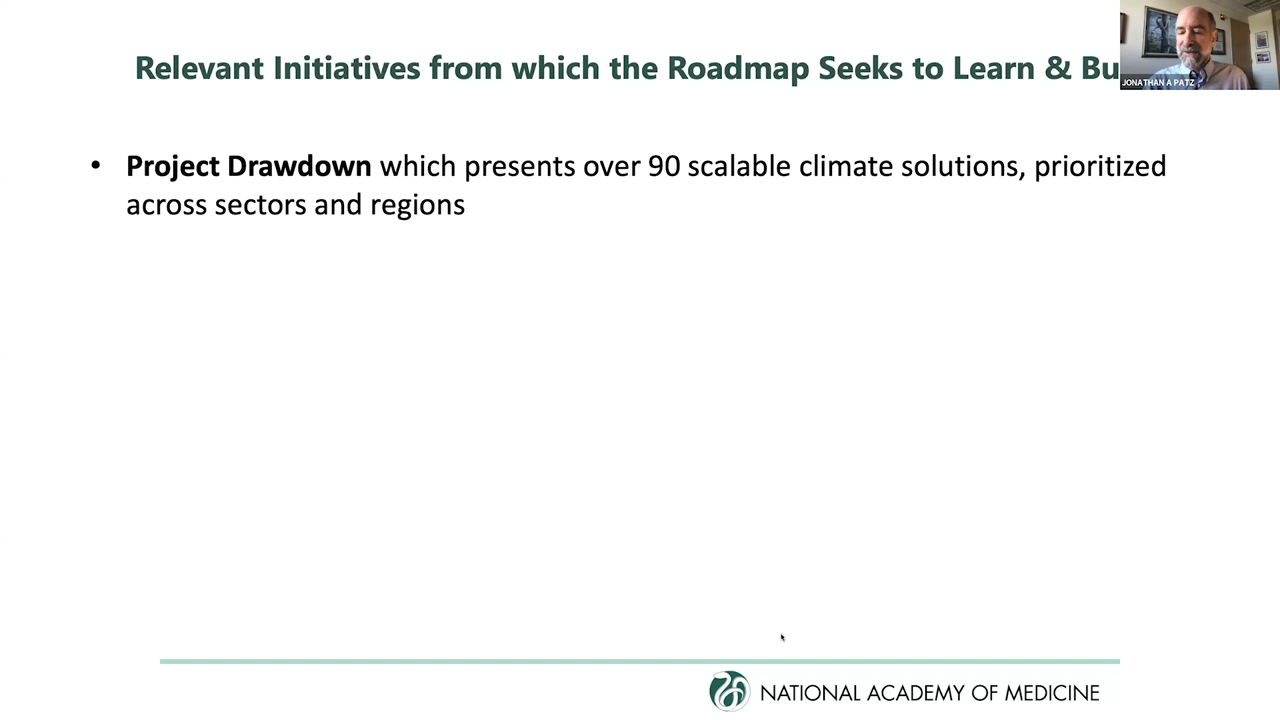 Relevant Initiatives from which the Roadmap Seeks to Learn & Bu
JONATHAN A PATZ
• Project Drawdown which presents over 90 scalable climate solutions, prioritized
across sectors and regions
NATIONAL ACADEMY OF MEDICINE